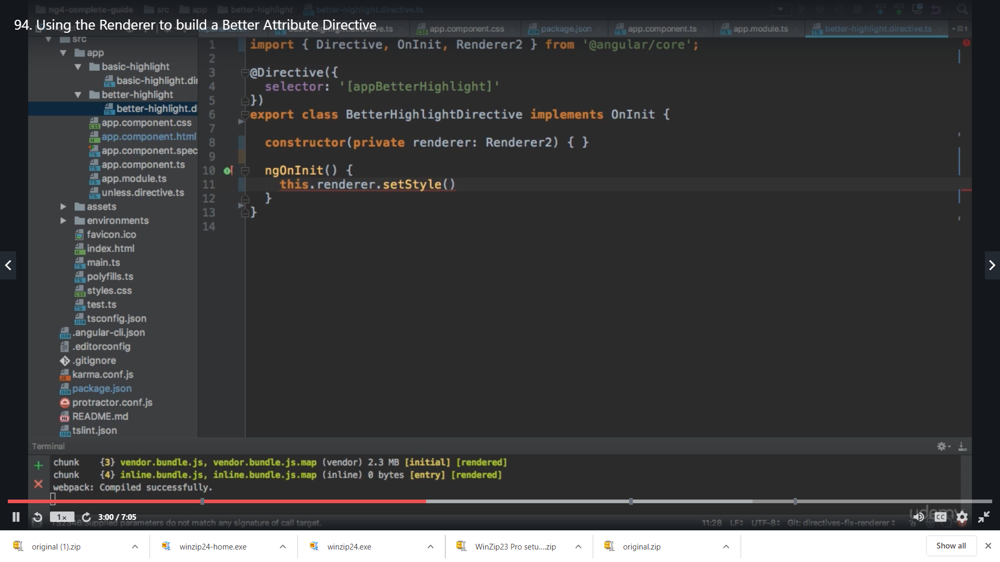 ng4-complete-guide src app better-highlight better-highlight.directive.ts
94. Using the Renderer to build a Better Attribute Directive
app.component.css package.json app.component.ts app.module.ts better-highlight.directive.ts
src
app
basic-highlight
basic-highlight.dir
better-highlight
better-highlight.d
app.component.css
app.component.html
app.component.spec
app.component.ts
app.module.ts
unless.directive.ts
assets
environments
favicon.ico
index.html
main.ts
polyfills.ts
styles.css
test.ts
tsconfig.json
.angular-cli.json
.editorconfig
.gitignore
karma.conf.js
package.json
protractor.conf.js
README.md
tslint.json
1 import { Directive, OnInit, Renderer2 } from '@angular/core';
2
3 @Directive({
4 selector: '[appBetterHighlight]'
5 })
6 export class BetterHighlightDirective implements OnInit {
7
8 constructor(private renderer: Renderer2) { }
9
10 ngOnInit() {
11 this.renderer.setStyle()
12 }
13 }
14
Terminal
chunk {3} vendor.bundle.js, vendor.bundle.js.map (vendor) 2.3 MB [initial] [rendered]
chunk {4} inline.bundle.js, inline.bundle.js.map (inline) 0 bytes [entry] [rendered]
webpack: Compiled successfully.
udemy
1x 3:00 / 7:05 CC
TS2346:Supplied parameters do not match any signature of call target. 11:28 LF UTF-8 Git: directives-fix-renderer
original (1).zip winzip24-home.exe winzip24.exe WinZip23 Pro setu....zip original.zip Show all